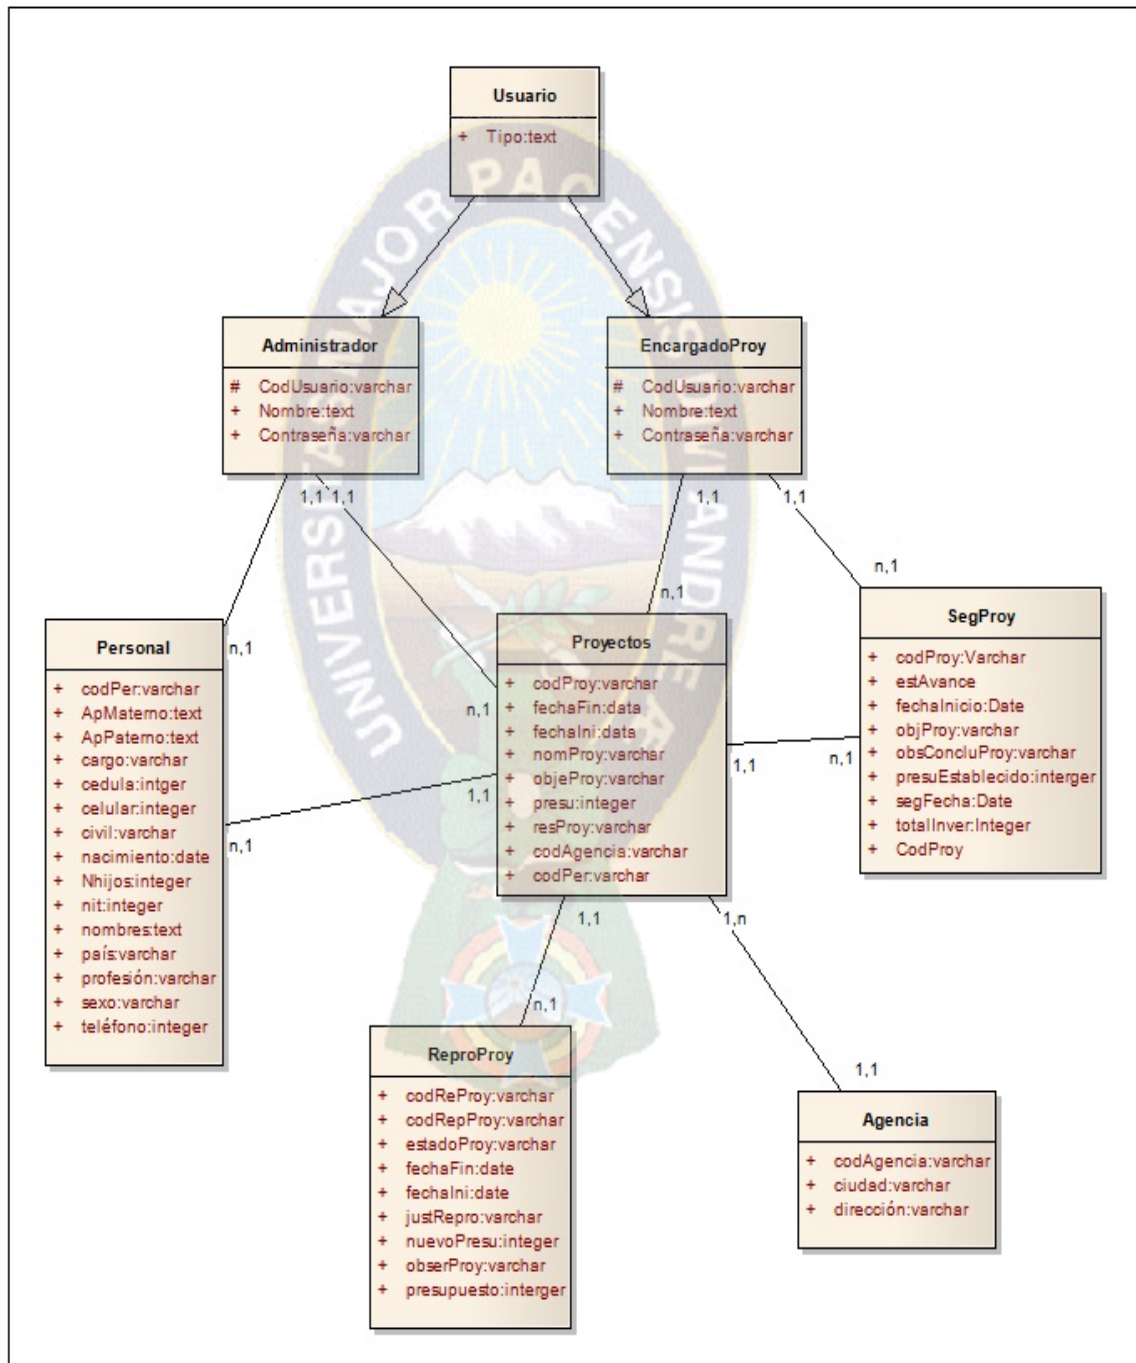 Usuario
+ Tipo:text
Administrador
# CodUsuario:varchar
+ Nombre:text
+ Contraseña:varchar
EncargadoProy
# CodUsuario:varchar
+ Nombre:text
+ Contraseña:varchar
1,1 1,1
1,1
1,1
n,1
n,1
n,1
n,1
Personal
+ codPer:varchar
+ ApMaterno:text
+ ApPaterno:text
+ cargo:varchar
+ cedula:intger
+ celular:integer
+ civil:varchar
+ nacimiento:date
+ Nhijos:integer
+ nit:integer
+ nombres:text
+ país:varchar
+ profesión:varchar
+ sexo:varchar
+ teléfono:integer
Proyectos
+ codProy:varchar
+ fechaFin:data
+ fechaIni:data
+ nomProy:varchar
+ objeProy:varchar
+ presu:integer
+ resProy:varchar
+ codAgencia:varchar
+ codPer:varchar
SegProy
+ codProy:Varchar
+ estAvance
+ fechaInicio:Date
+ objProy:varchar
+ obsConcluProy:varchar
+ presuEstablecido:interger
+ segFecha:Date
+ totalInver:Integer
+ CodProy
1,1
n,1
1,1
n,1
1,1
1,n
n,1
1,1
ReproProy
+ codReProy:varchar
+ codRepProy:varchar
+ estadoProy:varchar
+ fechaFin:date
+ fechaIni:date
+ justRepro:varchar
+ nuevoPresu:integer
+ obserProy:varchar
+ presupuesto:interger
Agencia
+ codAgencia:varchar
+ ciudad:varchar
+ dirección:varchar
UNIVERSITAS MAJOR PACENSIS DIVI ANDREÆ